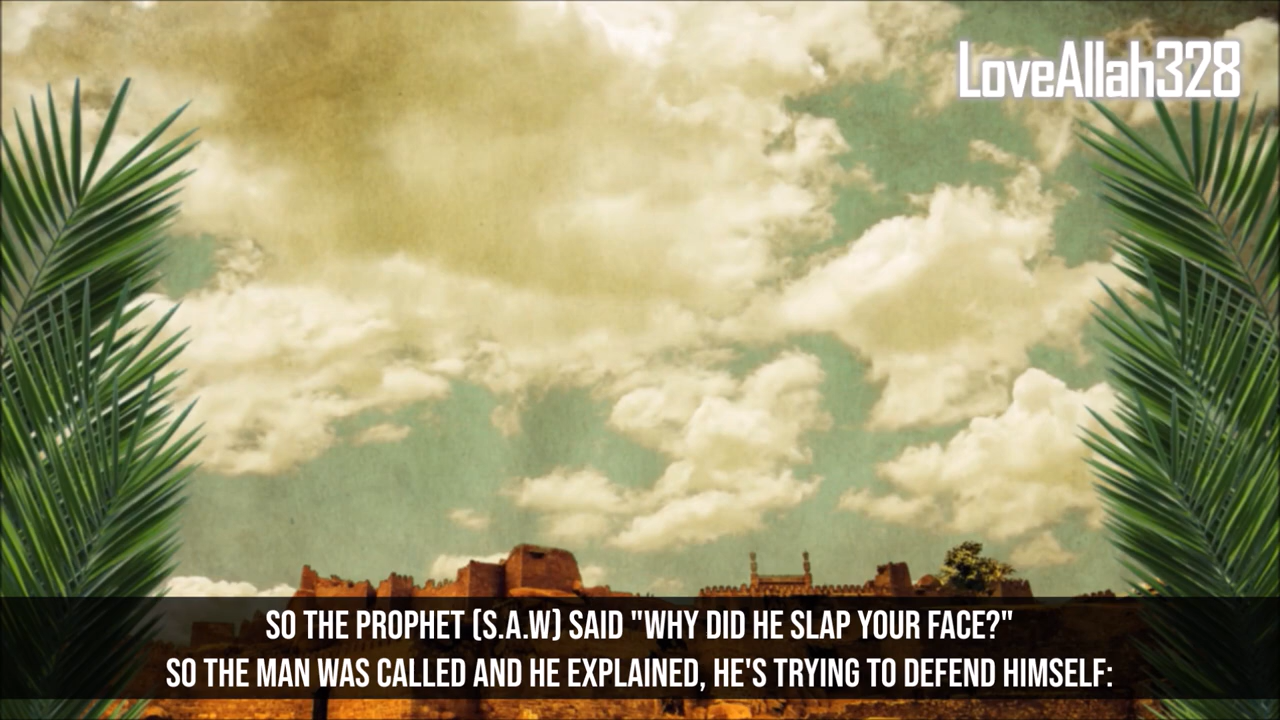 LoveAllah328
SO THE PROPHET (S.A.W) SAID "WHY DID HE SLAP YOUR FACE?"
SO THE MAN WAS CALLED AND HE EXPLAINED, HE'S TRYING TO DEFEND HIMSELF: